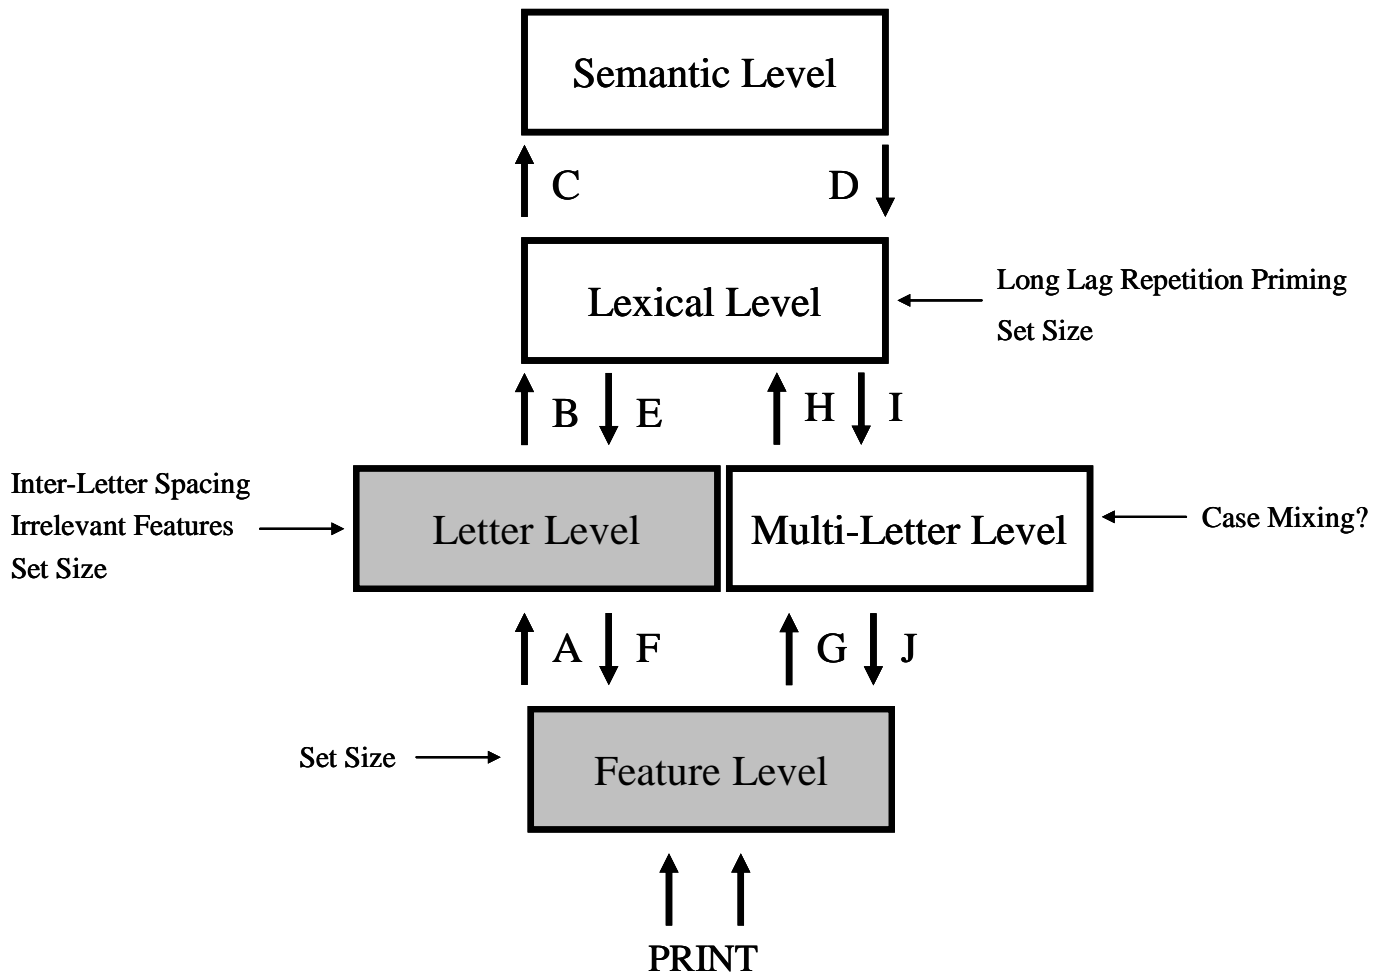 Semantic Level
C
D
Lexical Level
Long Lag Repetition Priming
Set Size
B
E
H
I
Inter-Letter Spacing
Irrelevant Features
Set Size
Letter Level
Multi-Letter Level
Case Mixing?
A
F
G
J
Set Size
Feature Level
PRINT